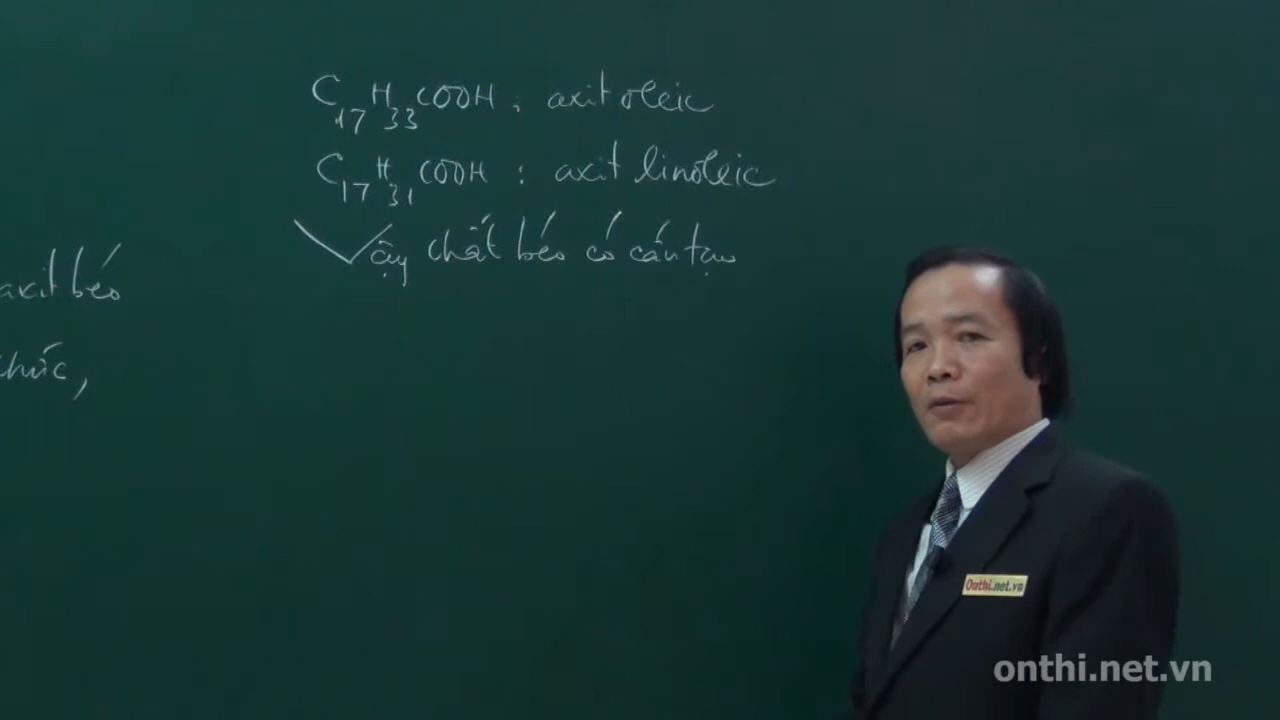 C17H33COOH : axit oleic
C17H31COOH : axit linoleic
Vậy chất béo có cấu tạo
axit béo
chức,
Onthi.net.vn
onthi.net.vn